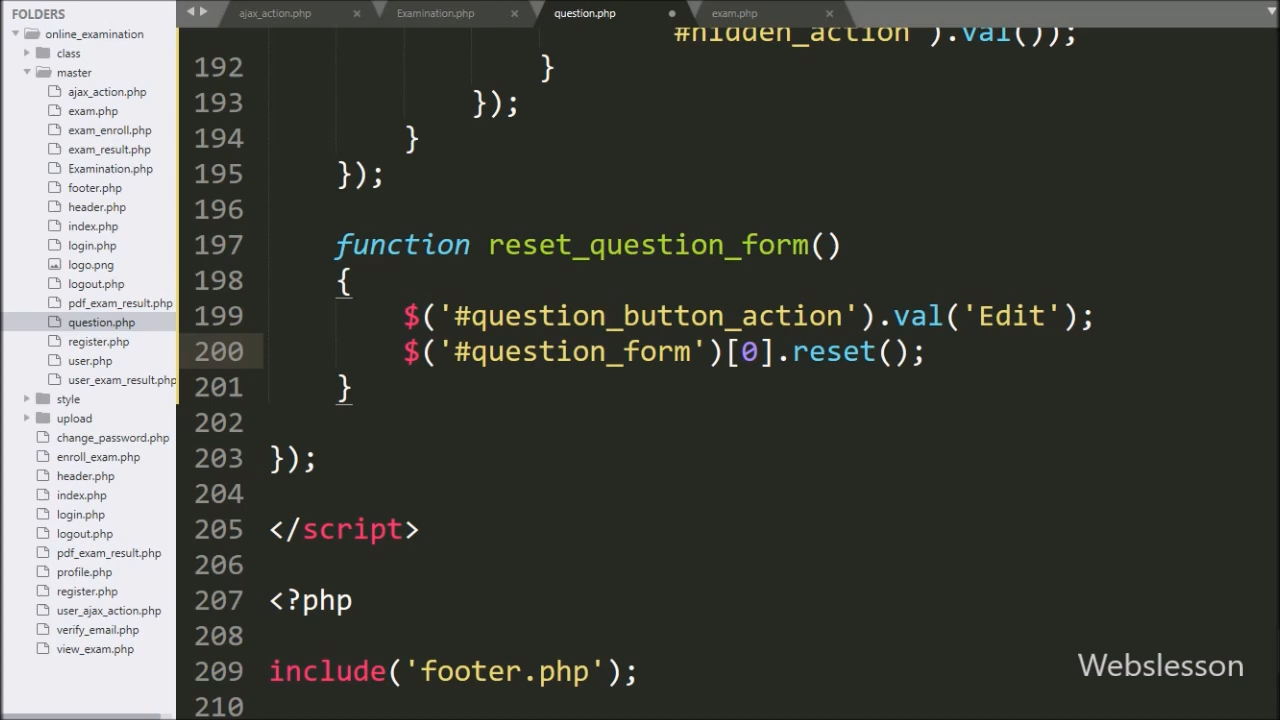 FOLDERS
online_examination
class
master
ajax_action.php
exam.php
exam_enroll.php
exam_result.php
Examination.php
footer.php
header.php
index.php
login.php
logo.png
logout.php
pdf_exam_result.php
question.php
register.php
user.php
user_exam_result.php
style
upload
change_password.php
enroll_exam.php
header.php
index.php
login.php
logout.php
pdf_exam_result.php
profile.php
register.php
user_ajax_action.php
verify_email.php
view_exam.php
ajax_action.php × Examination.php × question.php exam.php ×
#hidden_action').val());
192 }
193 });
194 }
195 });
196
197 function reset_question_form()
198 {
199 $('#question_button_action').val('Edit');
200 $('#question_form')[0].reset();
201 }
202
203 });
204
205 </script>
206
207 <?php
208
209 include('footer.php');
210
Webslesson